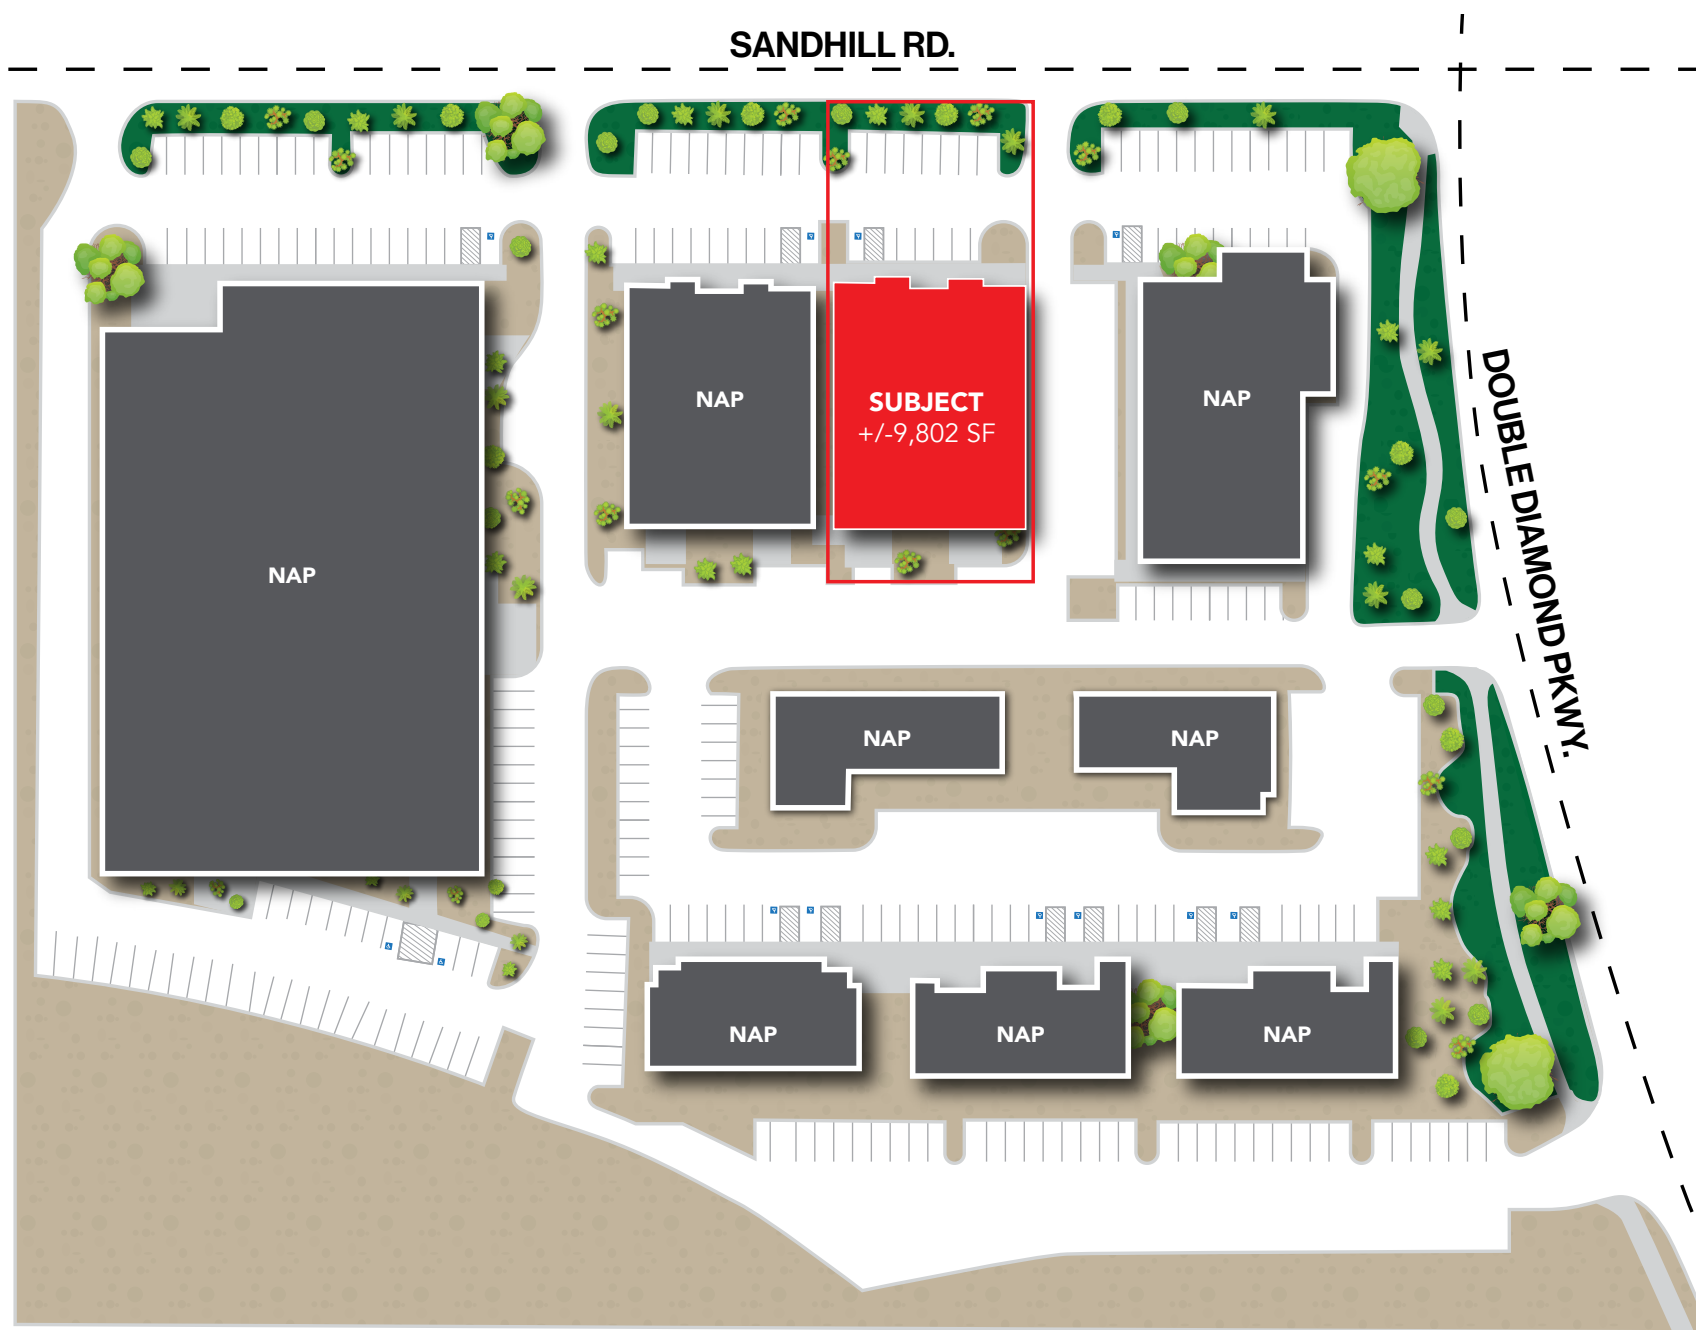 SANDHILL RD.
NAP
SUBJECT
+/-9,802 SF
NAP
DOUBLE DIAMOND PKWY.
NAP
NAP
NAP
NAP
NAP
NAP